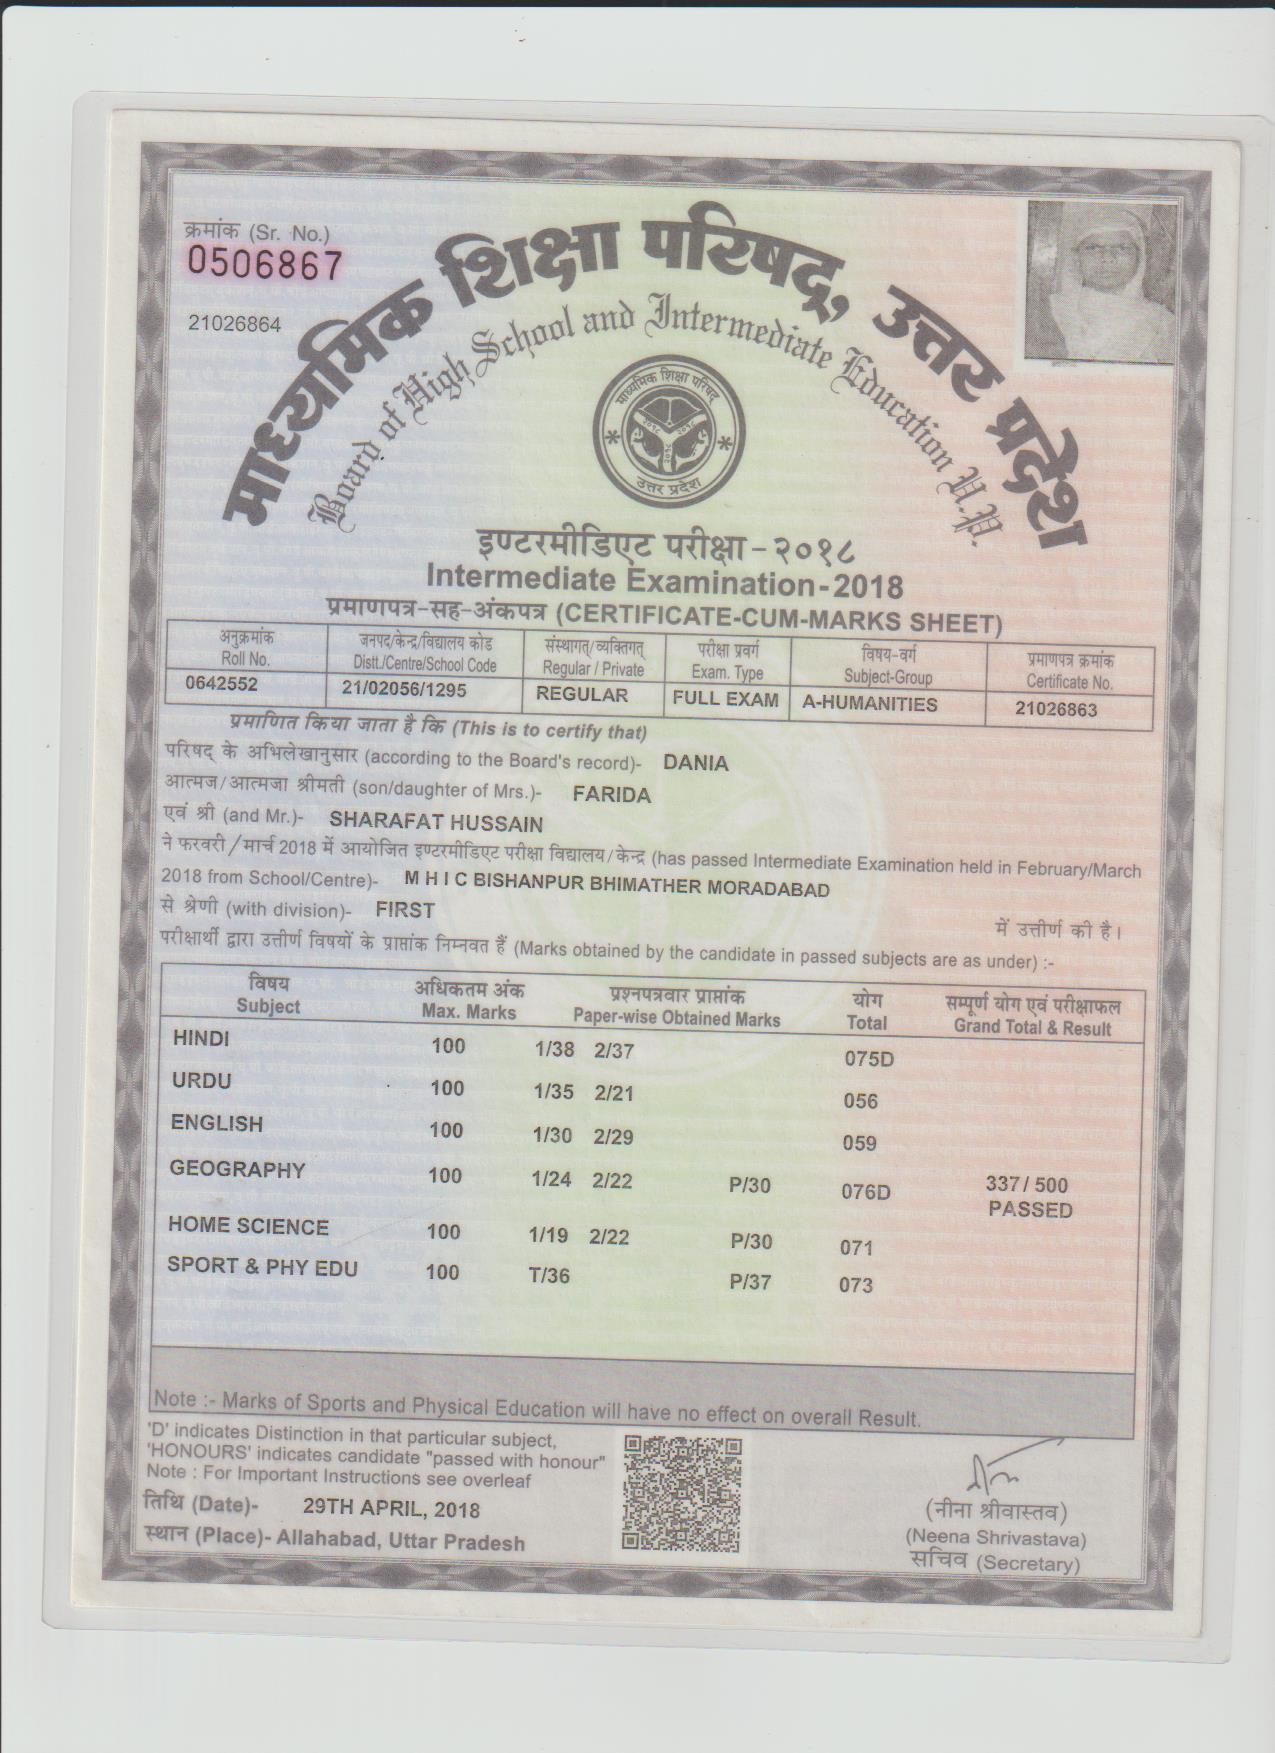 क्रमांक (Sr. No.)
0506867
21026864
माध्यमिक शिक्षा परिषद्, उत्तर प्रदेश
Board of High School and Intermediate Education U.P.
माध्यमिक शिक्षा परिषद्
उत्तर प्रदेश
इण्टरमीडिएट परीक्षा - २०१८
Intermediate Examination - 2018
प्रमाणपत्र-सह-अंकपत्र (CERTIFICATE-CUM-MARKS SHEET)
अनुक्रमांक जनपद/केन्द्र/विद्यालय कोड संस्थागत्/व्यक्तिगत् परीक्षा प्रवर्ग विषय-वर्ग प्रमाणपत्र क्रमांक
Roll No. Distt./Centre/School Code Regular / Private Exam. Type Subject-Group Certificate No.
0642552 21/02056/1295 REGULAR FULL EXAM A-HUMANITIES 21026863
प्रमाणित किया जाता है कि (This is to certify that)
परिषद् के अभिलेखानुसार (according to the Board's record)- DANIA
आत्मज/आत्मजा श्रीमती (son/daughter of Mrs.)- FARIDA
एवं श्री (and Mr.)- SHARAFAT HUSSAIN
ने फरवरी/मार्च 2018 में आयोजित इण्टरमीडिएट परीक्षा विद्यालय/केन्द्र (has passed Intermediate Examination held in February/March
2018 from School/Centre)- M H I C BISHANPUR BHIMATHER MORADABAD
से श्रेणी (with division)- FIRST में उत्तीर्ण की है।
परीक्षार्थी द्वारा उत्तीर्ण विषयों के प्राप्तांक निम्नवत हैं (Marks obtained by the candidate in passed subjects are as under) :-
विषय अधिकतम अंक प्रश्नपत्रवार प्राप्तांक योग सम्पूर्ण योग एवं परीक्षाफल
Subject Max. Marks Paper-wise Obtained Marks Total Grand Total & Result
HINDI 100 1/38 2/37 075D
URDU 100 1/35 2/21 056
ENGLISH 100 1/30 2/29 059
GEOGRAPHY 100 1/24 2/22 P/30 076D 337/ 500
PASSED
HOME SCIENCE 100 1/19 2/22 P/30 071
SPORT & PHY EDU 100 T/36 P/37 073
Note :- Marks of Sports and Physical Education will have no effect on overall Result.
'D' indicates Distinction in that particular subject,
'HONOURS' indicates candidate "passed with honour"
Note : For Important Instructions see overleaf
तिथि (Date)- 29TH APRIL, 2018
स्थान (Place)- Allahabad, Uttar Pradesh
(नीना श्रीवास्तव)
(Neena Shrivastava)
सचिव (Secretary)